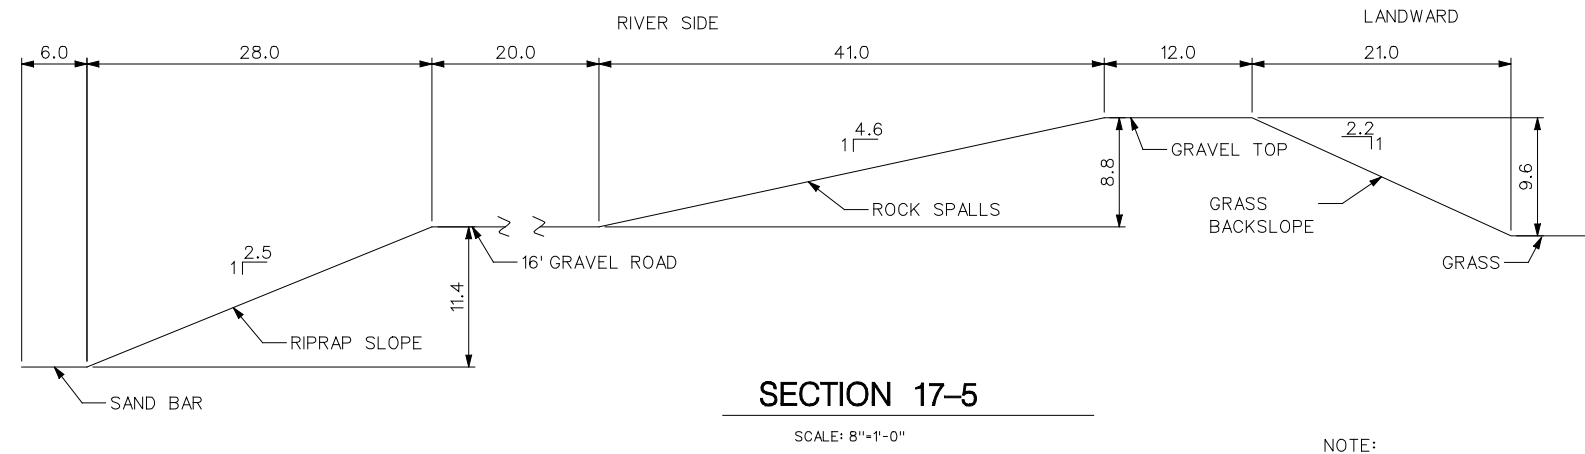 RIVER SIDE
LANDWARD
6.0
28.0
20.0
41.0
12.0
21.0
1 4.6
2.2 1
8.8
GRAVEL TOP
9.6
ROCK SPALLS
GRASS
BACKSLOPE
1 2.5
16' GRAVEL ROAD
GRASS
11.4
RIPRAP SLOPE
SAND BAR
SECTION 17-5
SCALE: 8"=1'-0"
NOTE: